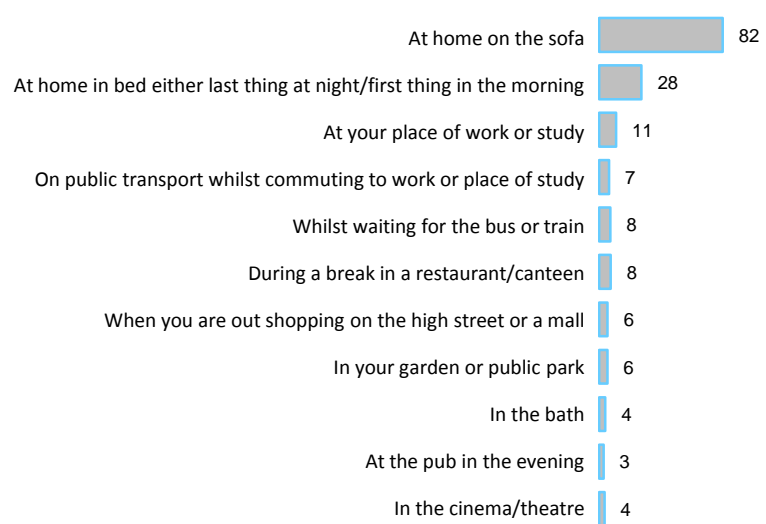 At home on the sofa 82
At home in bed either last thing at night/first thing in the morning 28
At your place of work or study 11
On public transport whilst commuting to work or place of study 7
Whilst waiting for the bus or train 8
During a break in a restaurant/canteen 8
When you are out shopping on the high street or a mall 6
In your garden or public park 6
In the bath 4
At the pub in the evening 3
In the cinema/theatre 4